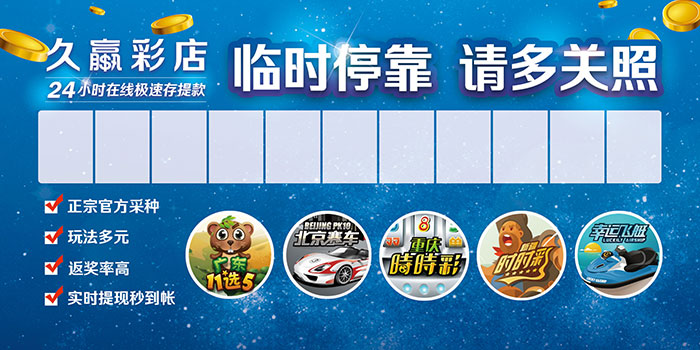 久赢彩店
24小时在线极速存提款
临时停靠 请多关照
正宗官方采种
玩法多元
返奖率高
实时提现秒到帐
广东
11选5
BEIJING PK10
北京赛车
8
重庆
時時彩
时时彩
幸运飞艇
LUCKILY AIRSHIP